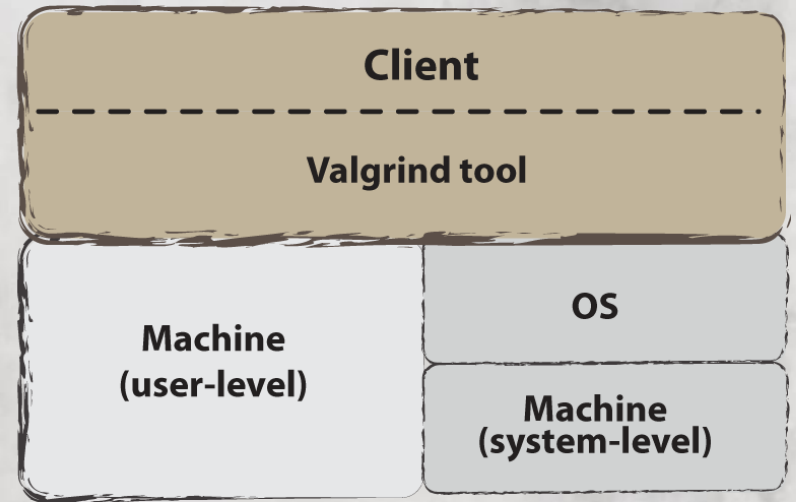 Client
Valgrind tool
Machine
(user-level)
OS
Machine
(system-level)